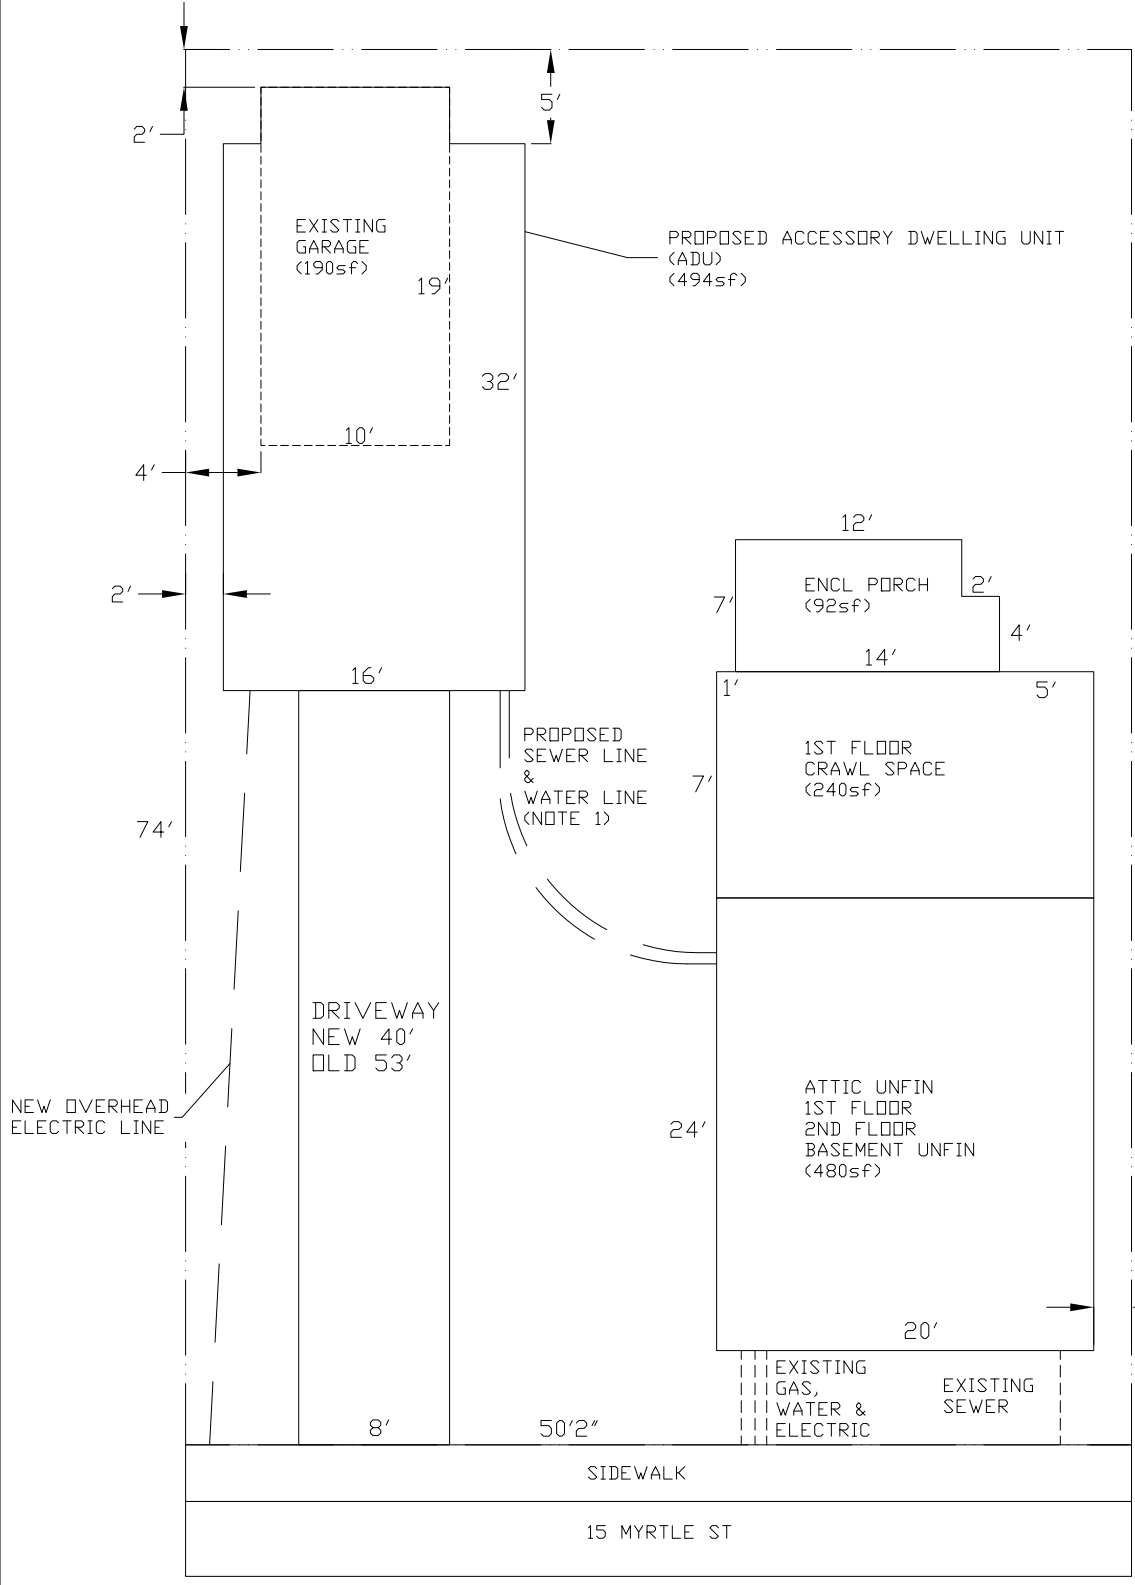 5′
2′
EXISTING
GARAGE
(190sf)
PROPOSED ACCESSORY DWELLING UNIT
(ADU)
(494sf)
19′
32′
10′
4′
12′
2′
ENCL PORCH
(92sf)
2′
7′
4′
14′
16′
1′
5′
PROPOSED
SEWER LINE
&
WATER LINE
(NOTE 1)
1ST FLOOR
CRAWL SPACE
(240sf)
7′
74′
DRIVEWAY
NEW 40′
OLD 53′
NEW OVERHEAD
ELECTRIC LINE
ATTIC UNFIN
1ST FLOOR
2ND FLOOR
BASEMENT UNFIN
(480sf)
24′
20′
EXISTING
GAS,
WATER &
ELECTRIC
EXISTING
SEWER
8′
50′2″
SIDEWALK
15 MYRTLE ST